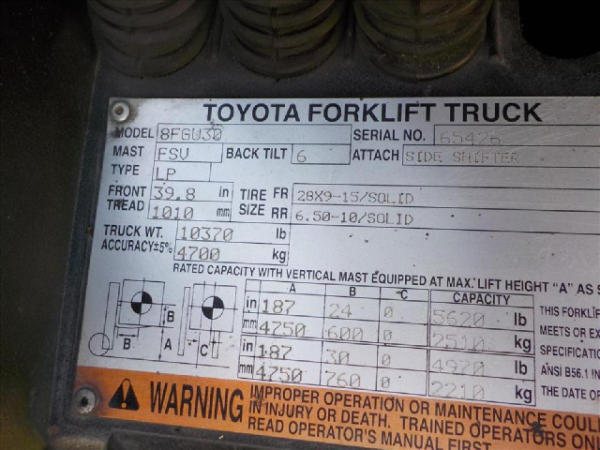 TOYOTA FORKLIFT TRUCK
MODEL 8FGU30 SERIAL NO. 65426
MAST FSV BACK TILT 6 ATTACH SIDE SHIFTER
TYPE LP
FRONT TREAD 39.8 in TIRE SIZE FR 28X9-15/SOLID
1010 mm RR 6.50-10/SOLID
TRUCK WT. 10370 lb
ACCURACY±5% 4700 kg
RATED CAPACITY WITH VERTICAL MAST EQUIPPED AT MAX. LIFT HEIGHT "A" AS S
A B C CAPACITY
in 187 24 0 5620 lb THIS FORKLIF
mm 4750 600 0 2510 kg MEETS OR EX
in 187 30 0 4970 lb SPECIFICATION
mm 4750 760 0 2210 kg ANSI B56.1 IN
THE DATE OF
B
B A C
WARNING
IMPROPER OPERATION OR MAINTENANCE COUL
IN INJURY OR DEATH. TRAINED OPERATORS ONL
READ OPERATOR'S MANUAL FIRST.